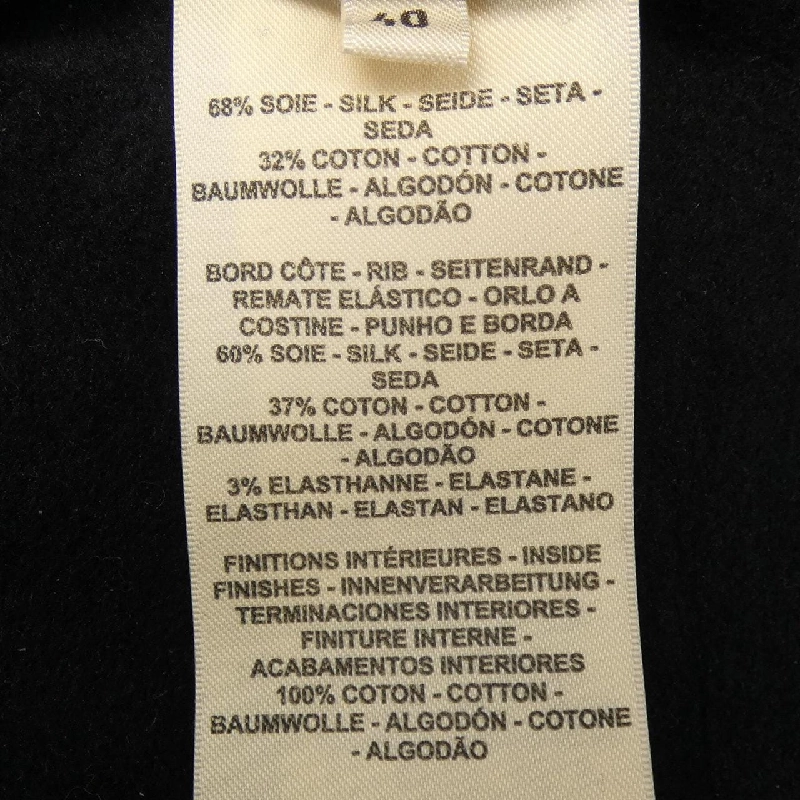 40
68% SOIE - SILK - SEIDE - SETA -
SEDA
32% COTON - COTTON -
BAUMWOLLE - ALGODÓN - COTONE
- ALGODÃO
BORD CÔTE - RIB - SEITENRAND -
REMATE ELÁSTICO - ORLO A
COSTINE - PUNHO E BORDA
60% SOIE - SILK - SEIDE - SETA -
SEDA
37% COTON - COTTON -
BAUMWOLLE - ALGODÓN - COTONE
- ALGODÃO
3% ELASTHANNE - ELASTANE -
ELASTHAN - ELASTAN - ELASTANO
FINITIONS INTÉRIEURES - INSIDE
FINISHES - INNENVERARBEITUNG -
TERMINACIONES INTERIORES -
FINITURE INTERNE -
ACABAMENTOS INTERIORES
100% COTON - COTTON -
BAUMWOLLE - ALGODÓN - COTONE
- ALGODÃO